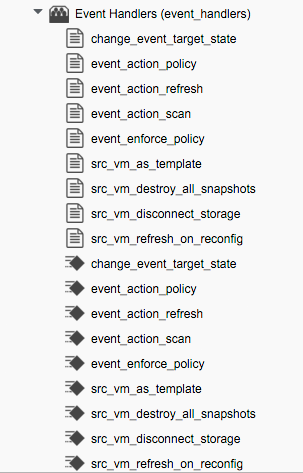 Event Handlers (event_handlers)
change_event_target_state
event_action_policy
event_action_refresh
event_action_scan
event_enforce_policy
src_vm_as_template
src_vm_destroy_all_snapshots
src_vm_disconnect_storage
src_vm_refresh_on_reconfig
change_event_target_state
event_action_policy
event_action_refresh
event_action_scan
event_enforce_policy
src_vm_as_template
src_vm_destroy_all_snapshots
src_vm_disconnect_storage
src_vm_refresh_on_reconfig